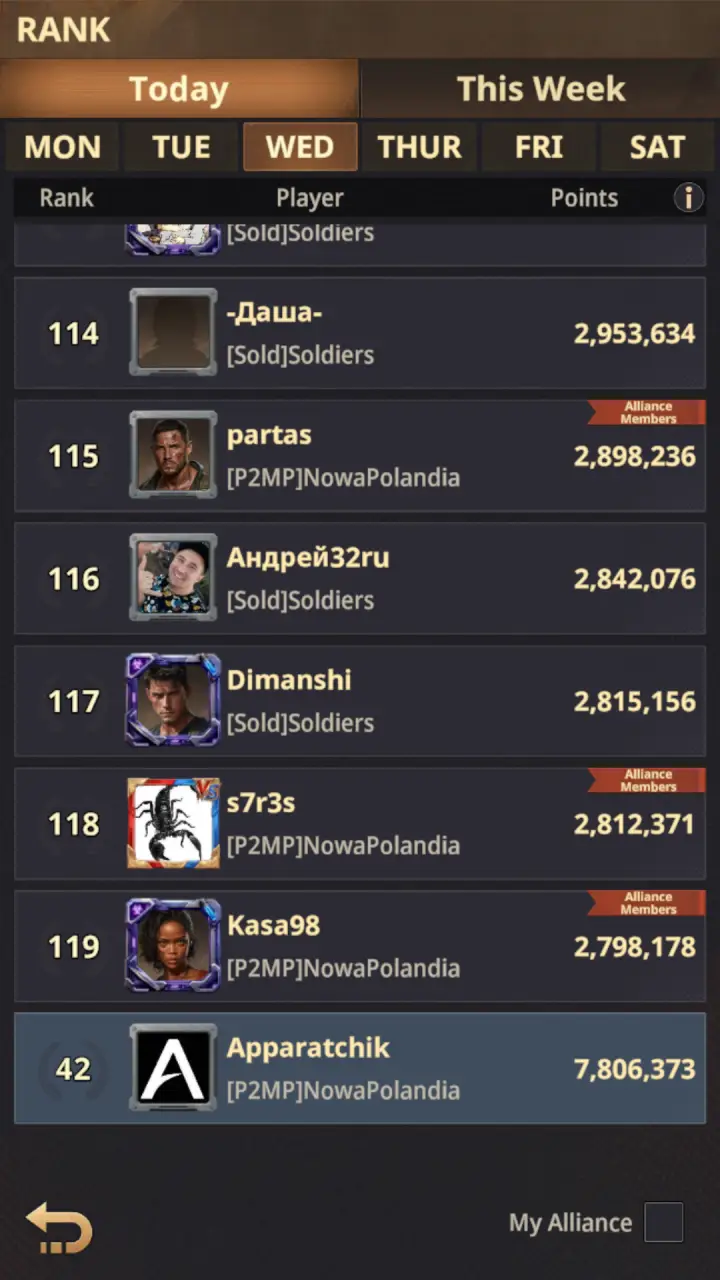 RANK
Today
This Week
MON TUE WED THUR FRI SAT
Rank Player Points i
[Sold]Soldiers
114 -Даша- 2,953,634
[Sold]Soldiers
Alliance
Members
115 partas 2,898,236
[P2MP]NowaPolandia
116 Андрей32ru 2,842,076
[Sold]Soldiers
117 Dimanshi 2,815,156
[Sold]Soldiers
Alliance
Members
118 s7r3s 2,812,371
[P2MP]NowaPolandia
Alliance
Members
119 Kasa98 2,798,178
[P2MP]NowaPolandia
42 Apparatchik 7,806,373
[P2MP]NowaPolandia
My Alliance